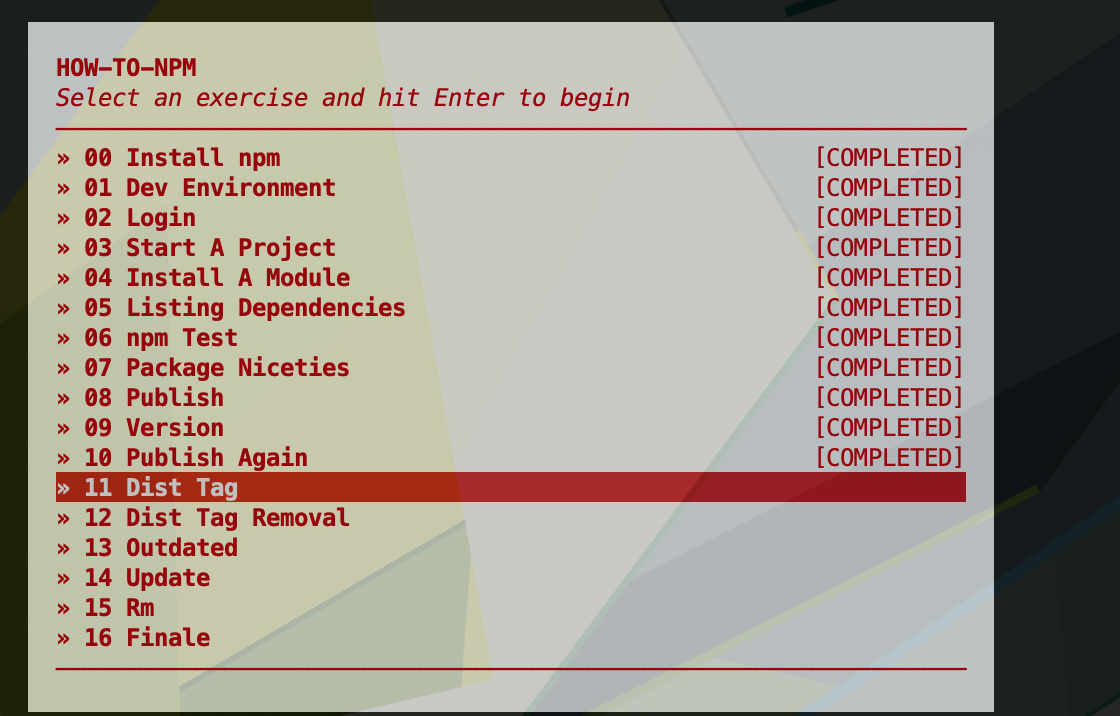 HOW-TO-NPM
Select an exercise and hit Enter to begin
» 00 Install npm [COMPLETED]
» 01 Dev Environment [COMPLETED]
» 02 Login [COMPLETED]
» 03 Start A Project [COMPLETED]
» 04 Install A Module [COMPLETED]
» 05 Listing Dependencies [COMPLETED]
» 06 npm Test [COMPLETED]
» 07 Package Niceties [COMPLETED]
» 08 Publish [COMPLETED]
» 09 Version [COMPLETED]
» 10 Publish Again [COMPLETED]
» 11 Dist Tag
» 12 Dist Tag Removal
» 13 Outdated
» 14 Update
» 15 Rm
» 16 Finale